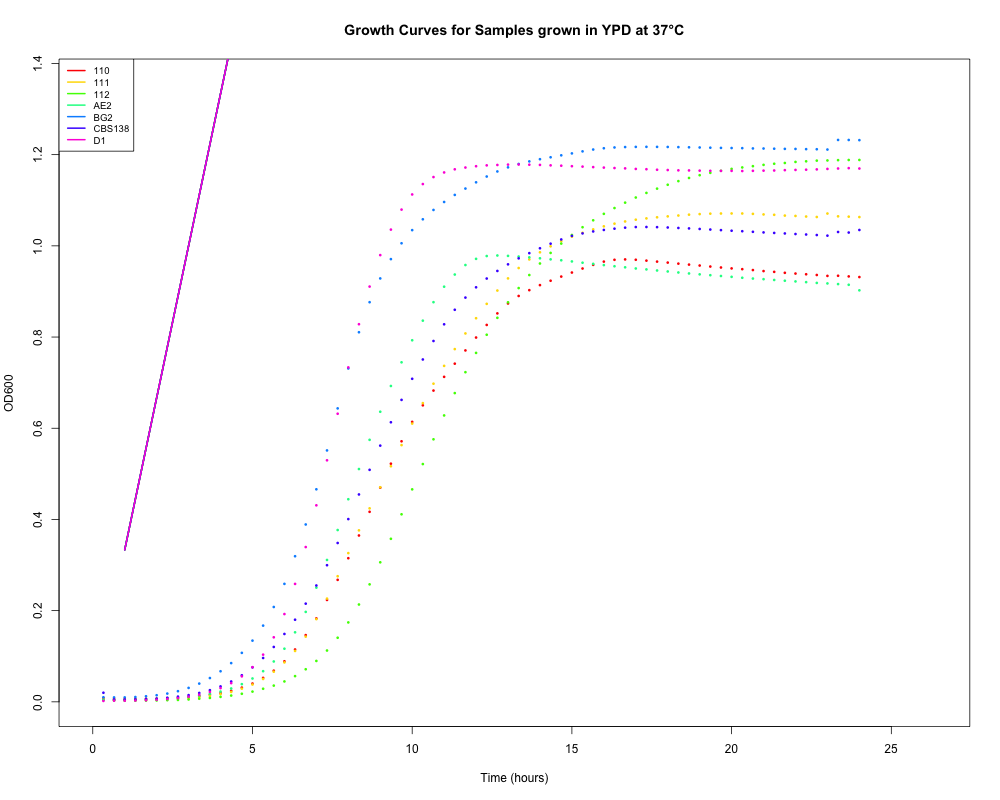 Growth Curves for Samples grown in YPD at 37°C
1.4
1.2
1.0
0.8
0.6
0.4
0.2
0.0
OD600
110
111
112
AE2
BG2
CBS138
D1
0 5 10 15 20 25
Time (hours)